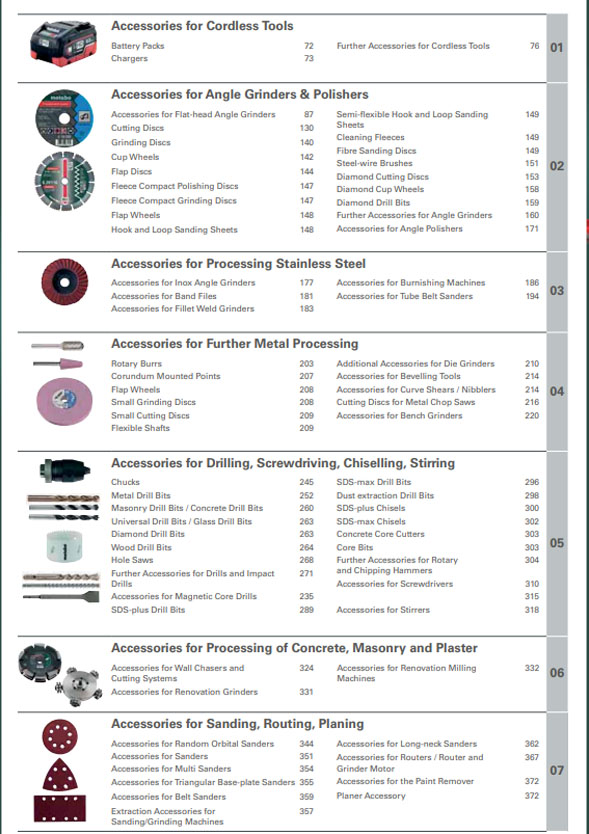 Accessories for Cordless Tools
Battery Packs 72
Chargers 73
Further Accessories for Cordless Tools 76
01
Accessories for Angle Grinders & Polishers
Accessories for Flat-head Angle Grinders 87
Cutting Discs 130
Grinding Discs 140
Cup Wheels 142
Flap Discs 144
Fleece Compact Polishing Discs 147
Fleece Compact Grinding Discs 147
Flap Wheels 148
Hook and Loop Sanding Sheets 148
Semi-flexible Hook and Loop Sanding
Sheets 149
Cleaning Fleeces 149
Fibre Sanding Discs 149
Steel-wire Brushes 151
Diamond Cutting Discs 153
Diamond Cup Wheels 158
Diamond Drill Bits 159
Further Accessories for Angle Grinders 160
Accessories for Angle Polishers 171
02
metabo
Accessories for Processing Stainless Steel
Accessories for Inox Angle Grinders 177
Accessories for Band Files 181
Accessories for Fillet Weld Grinders 183
Accessories for Burnishing Machines 186
Accessories for Tube Belt Sanders 194
03
Accessories for Further Metal Processing
Rotary Burrs 203
Corundum Mounted Points 207
Flap Wheels 208
Small Grinding Discs 208
Small Cutting Discs 209
Flexible Shafts 209
Additional Accessories for Die Grinders 210
Accessories for Bevelling Tools 214
Accessories for Curve Shears / Nibblers 214
Cutting Discs for Metal Chop Saws 216
Accessories for Bench Grinders 220
04
Accessories for Drilling, Screwdriving, Chiselling, Stirring
Chucks 245
Metal Drill Bits 252
Masonry Drill Bits / Concrete Drill Bits 260
Universal Drill Bits / Glass Drill Bits 263
Diamond Drill Bits 263
Wood Drill Bits 264
Hole Saws 268
Further Accessories for Drills and Impact 271
Drills
Accessories for Magnetic Core Drills 235
SDS-plus Drill Bits 289
SDS-max Drill Bits 296
Dust extraction Drill Bits 298
SDS-plus Chisels 300
SDS-max Chisels 302
Concrete Core Cutters 303
Core Bits 303
Further Accessories for Rotary 304
and Chipping Hammers
Accessories for Screwdrivers 310
315
Accessories for Stirrers 318
05
Accessories for Processing of Concrete, Masonry and Plaster
Accessories for Wall Chasers and 324
Cutting Systems
Accessories for Renovation Grinders 331
Accessories for Renovation Milling 332
Machines
06
Accessories for Sanding, Routing, Planing
Accessories for Random Orbital Sanders 344
Accessories for Sanders 351
Accessories for Multi Sanders 354
Accessories for Triangular Base-plate Sanders 355
Accessories for Belt Sanders 359
Extraction Accessories for 357
Sanding/Grinding Machines
Accessories for Long-neck Sanders 362
Accessories for Routers / Router and 367
Grinder Motor
Accessories for the Paint Remover 372
Planer Accessory 372
07